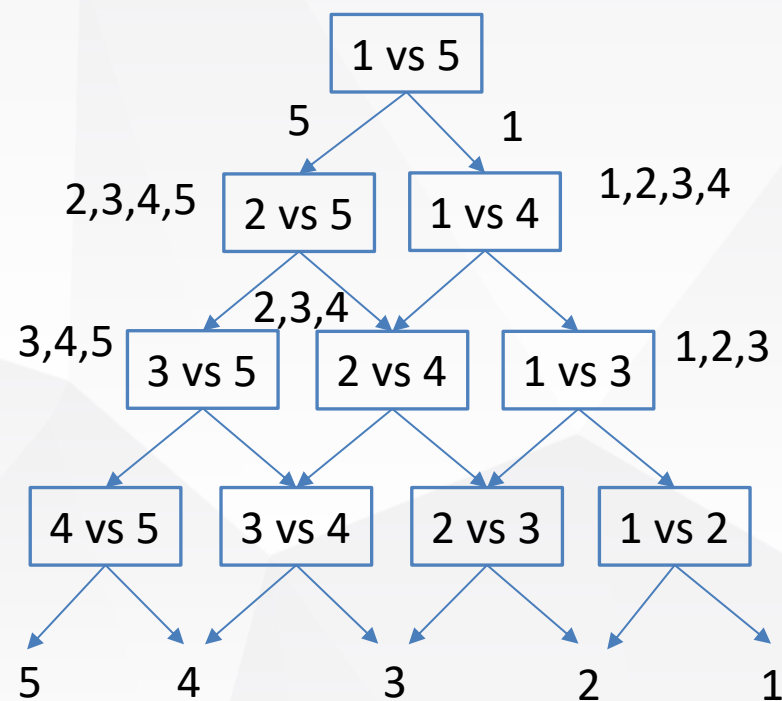 1 vs 5
5
1
2,3,4,5
2 vs 5
1 vs 4
1,2,3,4
2,3,4
3,4,5
3 vs 5
2 vs 4
1 vs 3
1,2,3
4 vs 5
3 vs 4
2 vs 3
1 vs 2
5
4
3
2
1